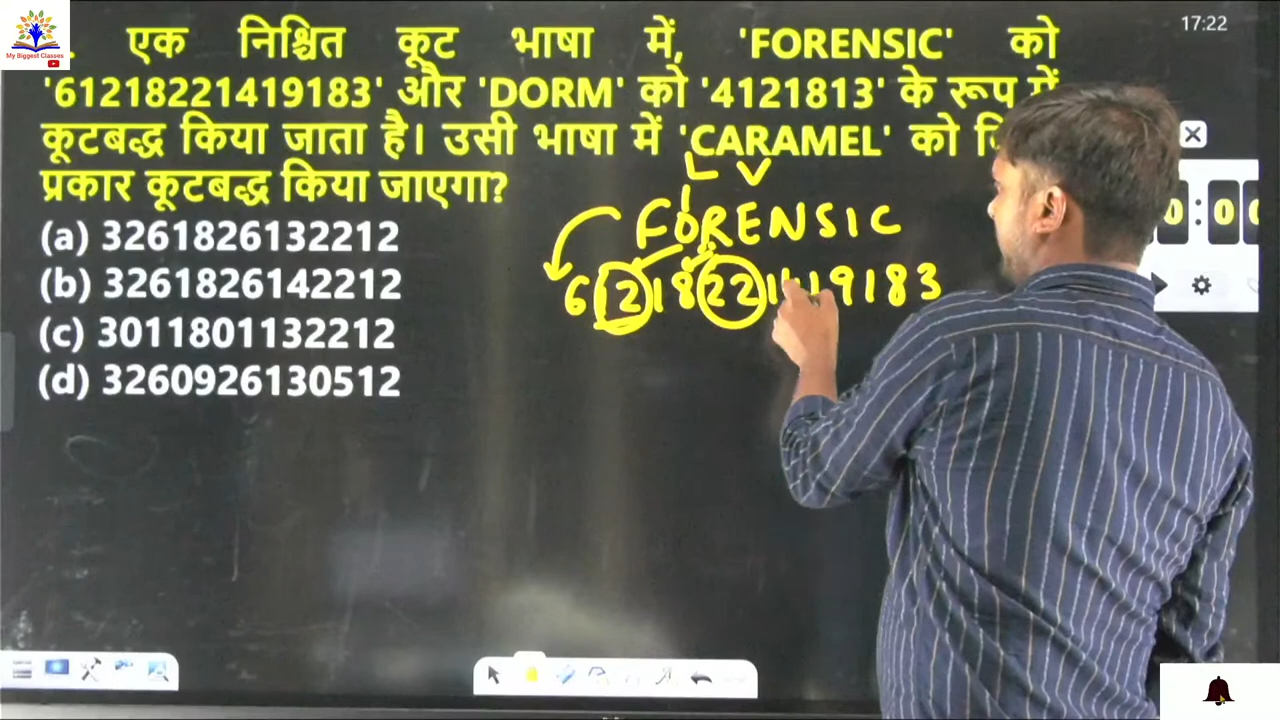 My Biggest Classes
17:22
. एक निश्चित कूट भाषा में, 'FORENSIC' को
'61218221419183' और 'DORM' को '4121813' के रूप में
कूटबद्ध किया जाता है। उसी भाषा में 'CARAMEL' को
प्रकार कूटबद्ध किया जाएगा?
(a) 3261826132212
(b) 3261826142212
(c) 3011801132212
(d) 3260926130512
L V
FORENSIC
6 12 18 22 14 19 18 3